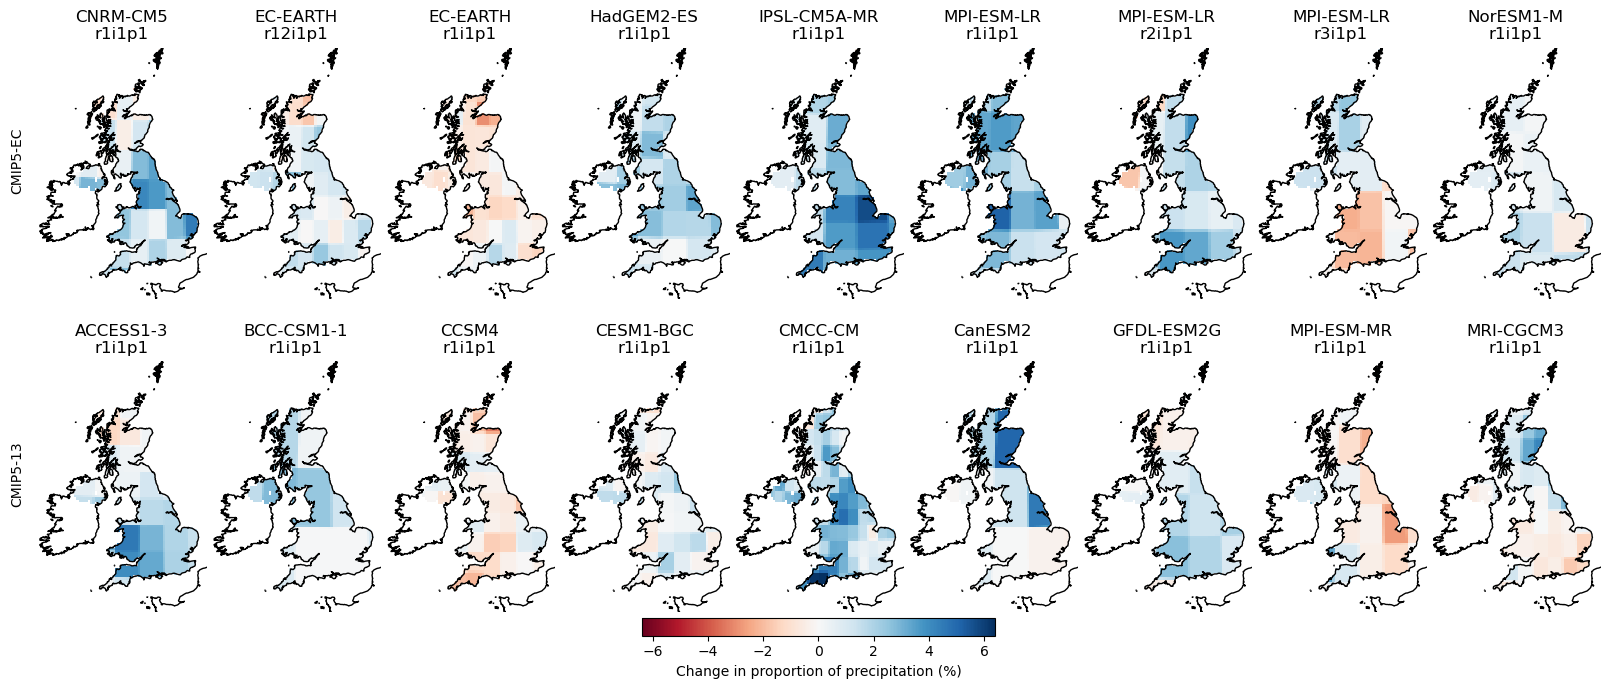 CNRM-CM5 EC-EARTH EC-EARTH HadGEM2-ES IPSL-CM5A-MR MPI-ESM-LR MPI-ESM-LR MPI-ESM-LR NorESM1-M
r1i1p1 r12i1p1 r1i1p1 r1i1p1 r1i1p1 r1i1p1 r2i1p1 r3i1p1 r1i1p1
CMIP5-EC
ACCESS1-3 BCC-CSM1-1 CCSM4 CESM1-BGC CMCC-CM CanESM2 GFDL-ESM2G MPI-ESM-MR MRI-CGCM3
r1i1p1 r1i1p1 r1i1p1 r1i1p1 r1i1p1 r1i1p1 r1i1p1 r1i1p1 r1i1p1
CMIP5-13
−6 −4 −2 0 2 4 6
Change in proportion of precipitation (%)